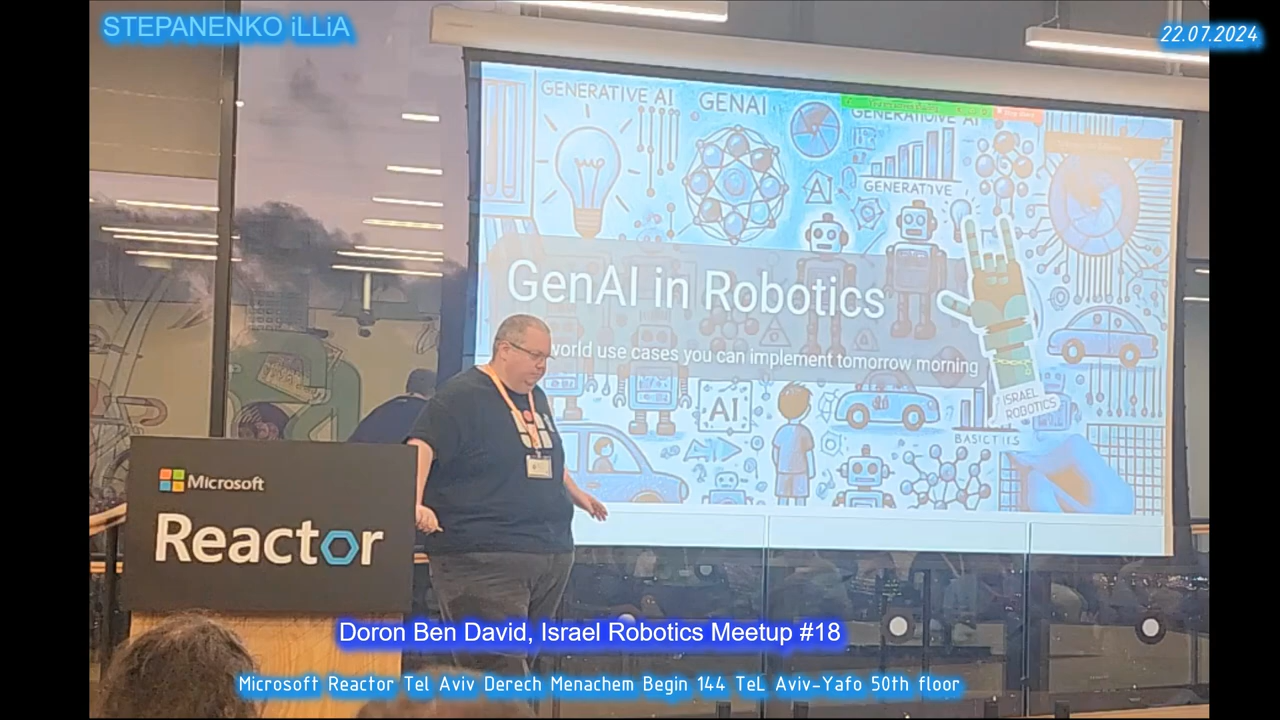 STEPANENKO iLLiA
22.07.2024
GENERATIVE AI
GENAI
GENERATIUNE AI
AI
GENERATIVE
GenAI in Robotics
world use cases you can implement tomorrow morning
AI
ISRAEL
ROBOTICS
Microsoft
Reactor
Doron Ben David, Israel Robotics Meetup #18
Microsoft Reactor Tel Aviv Derech Menachem Begin 144 TeL Aviv-Yafo 50th floor